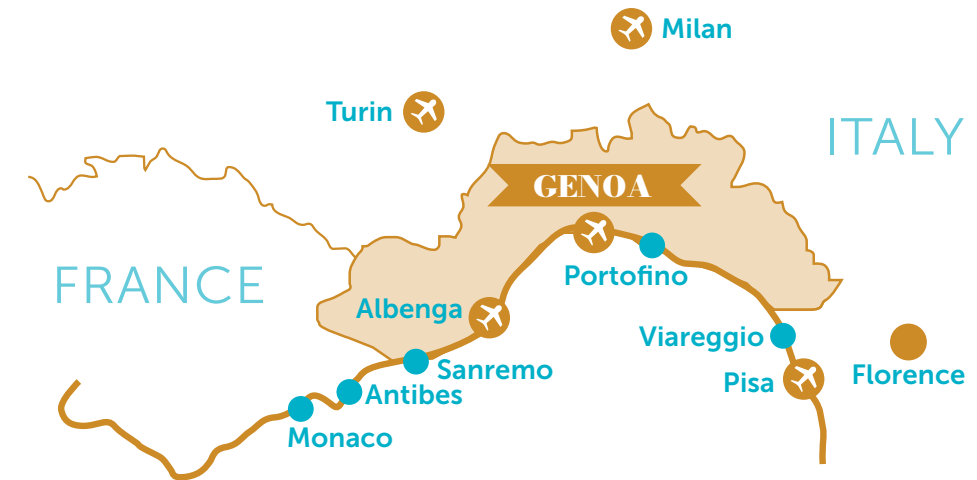 Milan
Turin
ITALY
GENOA
FRANCE
Portofino
Albenga
Viareggio
Sanremo
Florence
Pisa
Antibes
Monaco